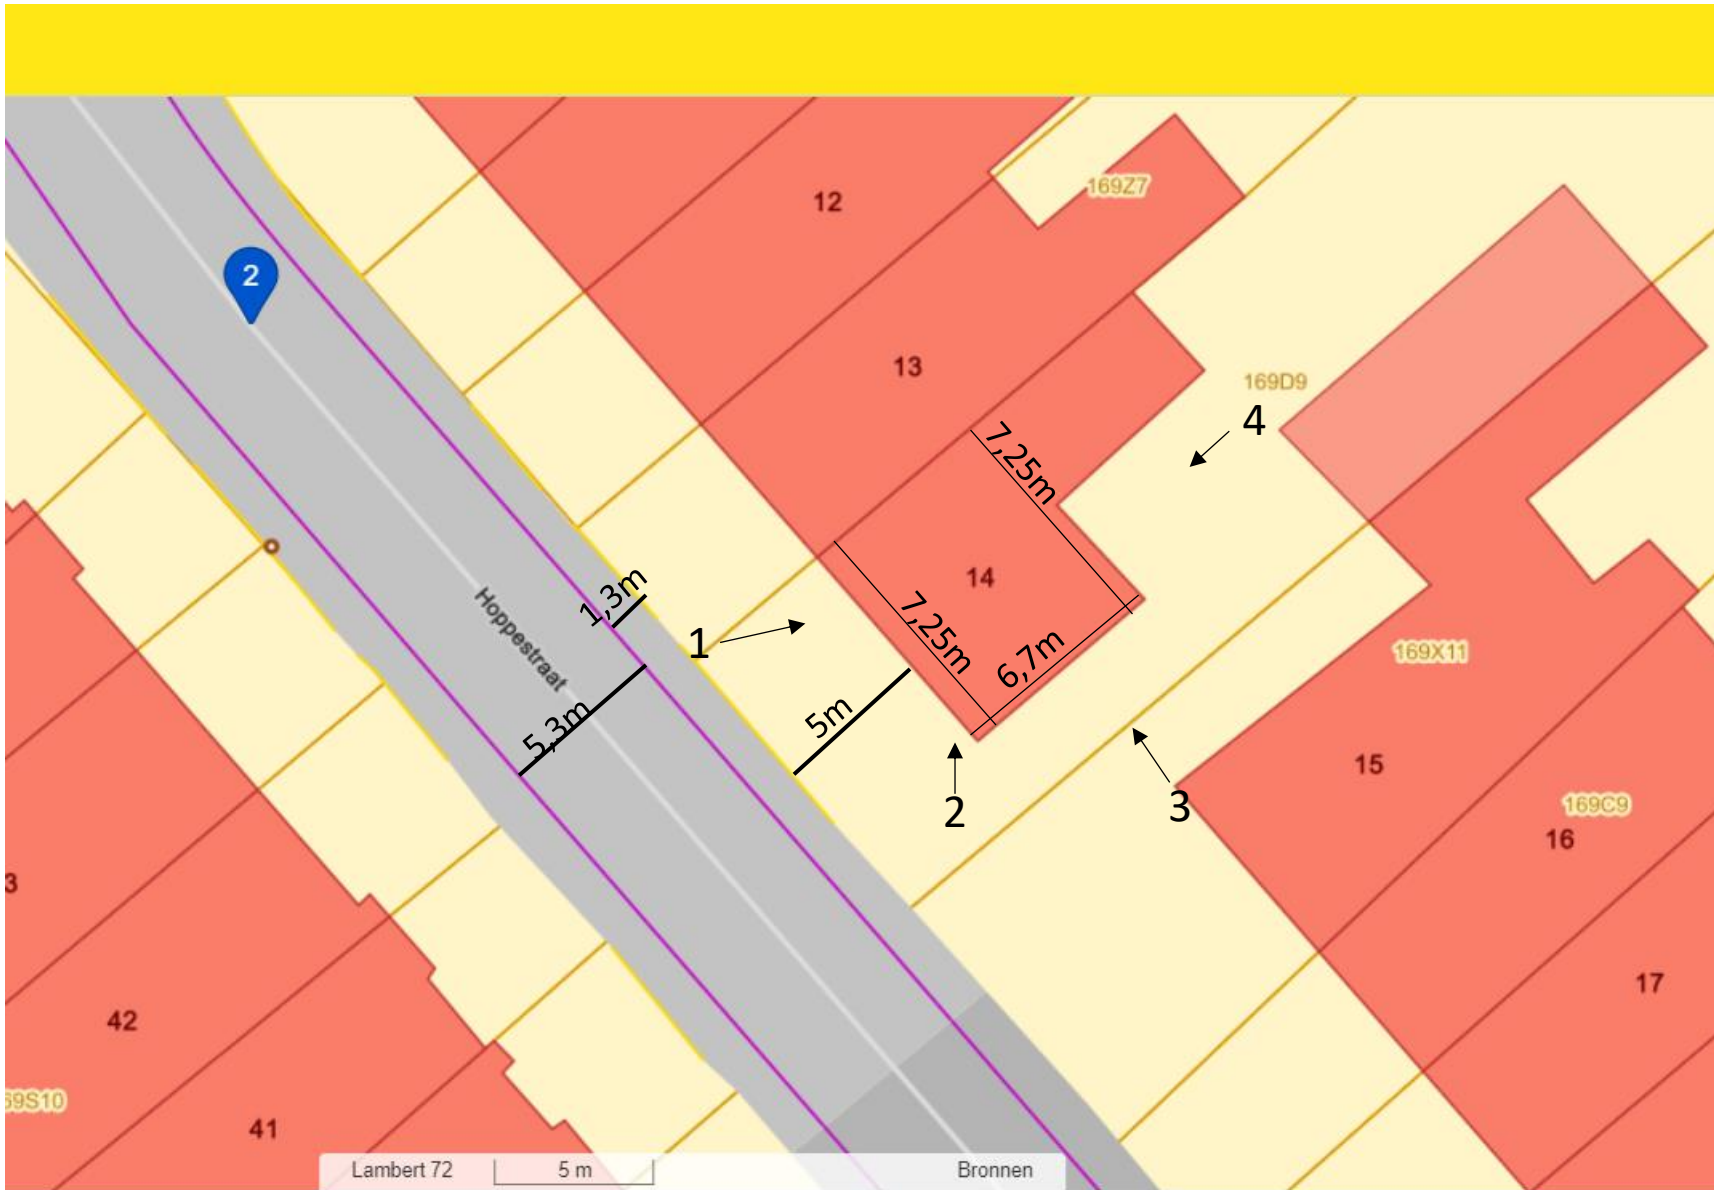 12
169Z7
2
13
169D9
4
7,25m
14
1,3m
7,25m
1
Hoppestraat
6,7m
169X11
5m
5,3m
15
2
3
169C9
16
3
17
42
69S10
41
Lambert 72
5 m
Bronnen